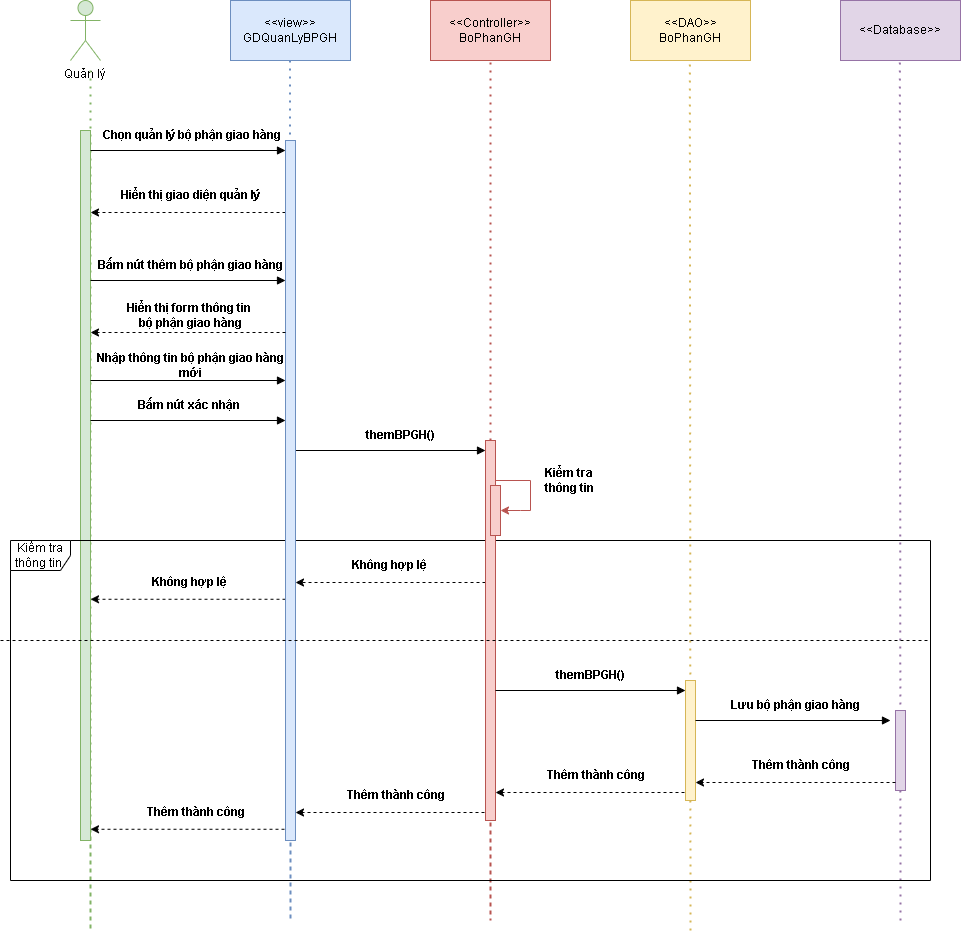 <<view>>
GDQuanLyBPGH
<<Controller>>
BoPhanGH
<<DAO>>
BoPhanGH
<<Database>>
Quản lý
Chọn quản lý bộ phận giao hàng
Hiển thị giao diện quản lý
Bấm nút thêm bộ phận giao hàng
Hiển thị form thông tin
bộ phận giao hàng
Nhập thông tin bộ phận giao hàng
mới
Bấm nút xác nhận
themBPGH()
Kiểm tra
thông tin
Kiểm tra
thông tin
Không hợp lệ
Không hợp lệ
themBPGH()
Lưu bộ phận giao hàng
Thêm thành công
Thêm thành công
Thêm thành công
Thêm thành công